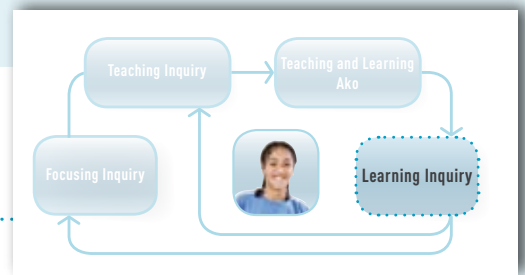 Teaching Inquiry
Teaching and Learning
Ako
Focusing Inquiry
Learning Inquiry